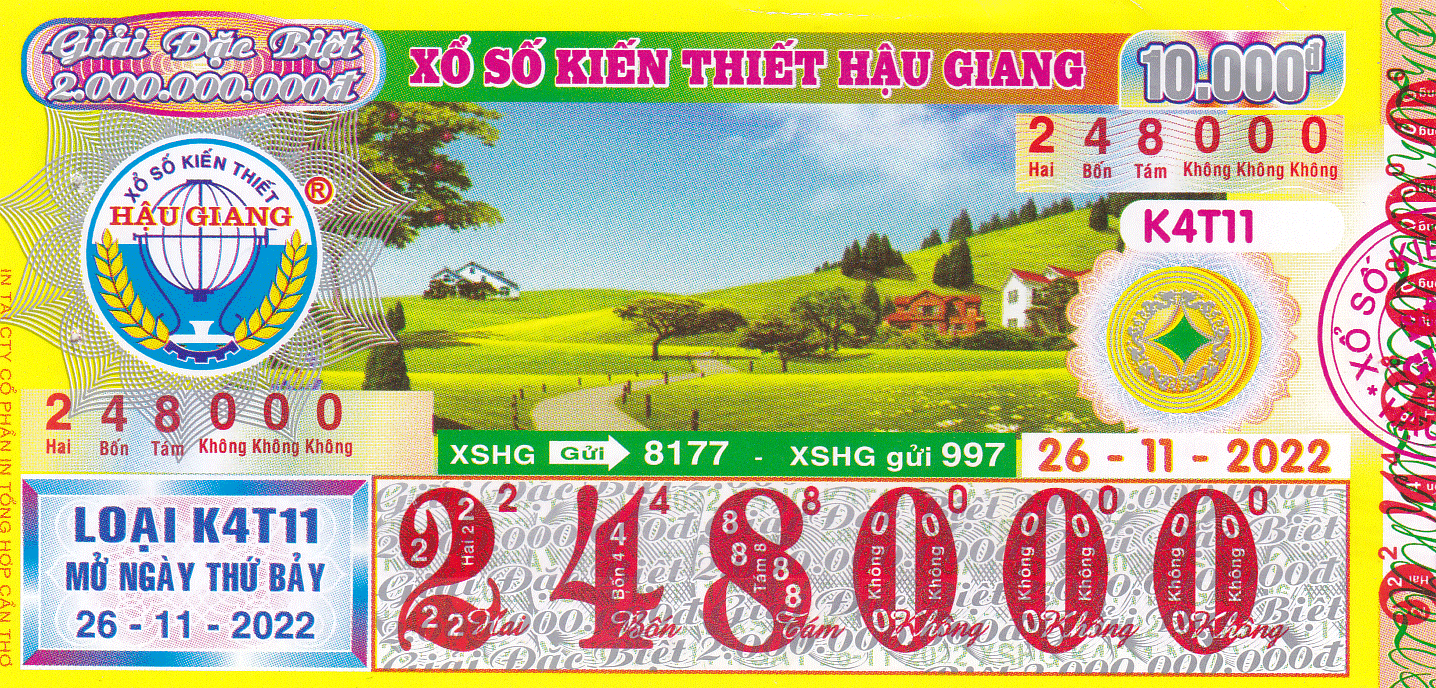 Giải Đặc Biệt
2.000.000.000đ
XỔ SỐ KIẾN THIẾT HẬU GIANG
10.000đ
2 4 8 0 0 0
Hai Bốn Tám Không Không Không
K4T11
XỔ SỐ KIẾN THIẾT
HẬU GIANG ®
* XỔ SỐ KIẾ
IN TẠI CTY CỔ PHẦN IN TỔNG HỢP CẦN THƠ
2 4 8 0 0 0
Hai Bốn Tám Không Không Không
XSHG Gửi 8177 - XSHG gửi 997
26 - 11 - 2022
LOẠI K4T11
MỞ NGÀY THỨ BẢY
26 - 11 - 2022
2 4 8 0 0 0
248000
Hai Bốn Tám Không Không Không